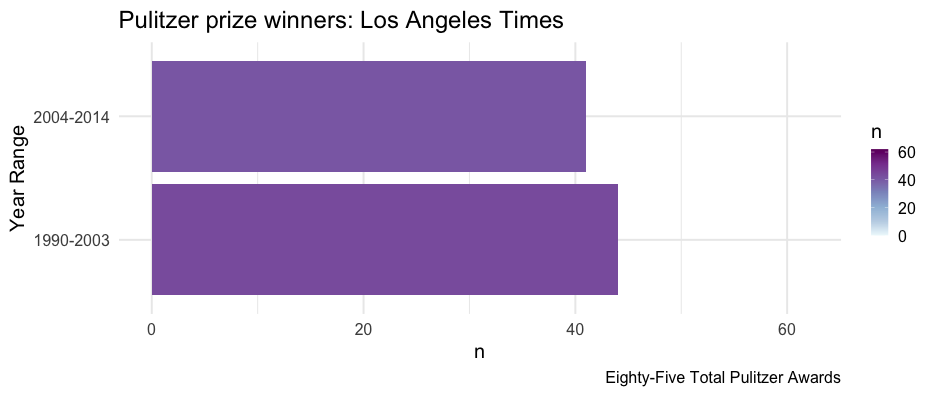 Pulitzer prize winners: Los Angeles Times
Year Range
2004-2014
1990-2003
0 20 40 60
n
n
60
40
20
0
Eighty-Five Total Pulitzer Awards